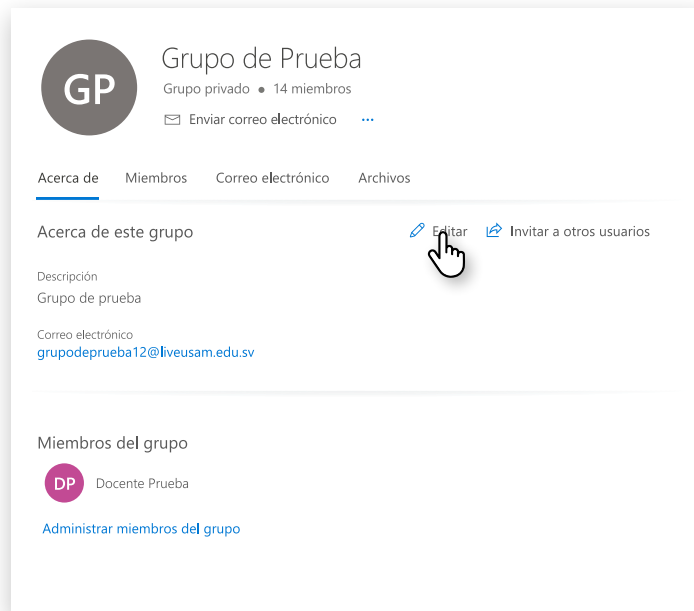 GP
Grupo de Prueba
Grupo privado ● 14 miembros
Enviar correo electrónico ...
Acerca de Miembros Correo electrónico Archivos
Acerca de este grupo Editar Invitar a otros usuarios
Descripción
Grupo de prueba
Correo electrónico
grupodeprueba12@liveusam.edu.sv
Miembros del grupo
DP Docente Prueba
Administrar miembros del grupo